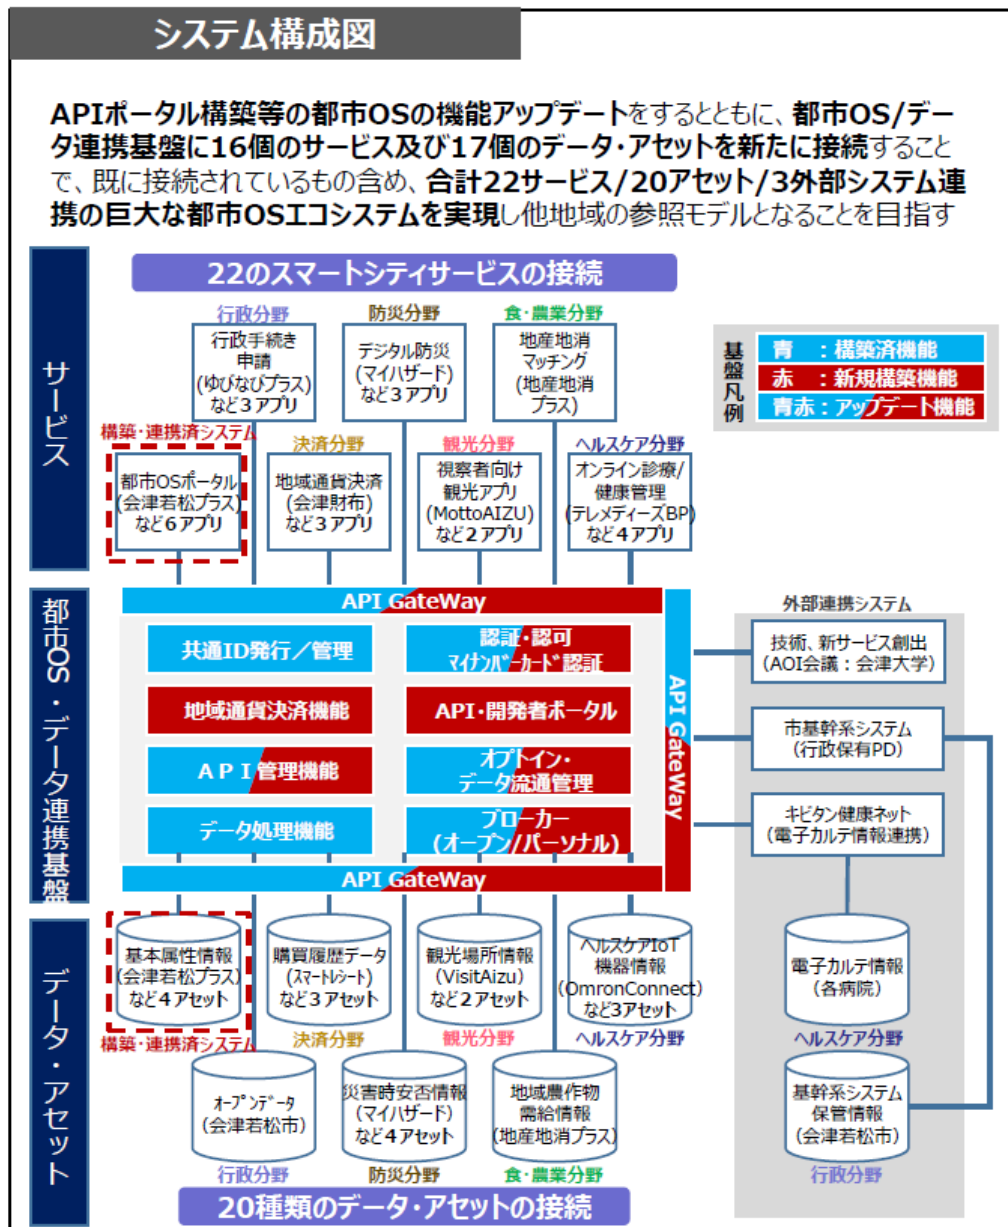 システム構成図
APIポータル構築等の都市OSの機能アップデートをするとともに、都市OS/デー
タ連携基盤に16個のサービス及び17個のデータ・アセットを新たに接続すること
で、既に接続されているもの含め、合計22サービス/20アセット/3外部システム連
携の巨大な都市OSエコシステムを実現し他地域の参照モデルとなることを目指す
サービス
22のスマートシティサービスの接続
行政分野
行政手続き
申請
(ゆびなびプラス)
など3アプリ
防災分野
デジタル防災
(マイハザード)
など3アプリ
食・農業分野
地産地消
マッチング
(地産地消
プラス)
基盤凡例
青 ：構築済機能
赤 ：新規構築機能
青赤：アップデート機能
構築・連携済システム
都市OSポータル
(会津若松プラス)
など6アプリ
決済分野
地域通貨決済
(会津財布)
など3アプリ
観光分野
視察者向け
観光アプリ
(MottoAIZU)
など2アプリ
ヘルスケア分野
オンライン診療/
健康管理
(テレメディーズBP)
など4アプリ
都市OS・データ連携基盤
API GateWay
共通ID発行／管理
認証・認可
マイナンバーカード認証
地域通貨決済機能
API・開発者ポータル
ＡＰＩ管理機能
オプトイン・
データ流通管理
データ処理機能
ブローカー
(オープン/パーソナル)
API GateWay
API GateWay
外部連携システム
技術、新サービス創出
(AOI会議：会津大学)
市基幹系システム
(行政保有PD)
キビタン健康ネット
(電子カルテ情報連携)
データ・アセット
基本属性情報
(会津若松プラス)
など4アセット
構築・連携済システム
購買履歴データ
(スマートレシート)
など3アセット
決済分野
観光場所情報
(VisitAizu)
など2アセット
観光分野
ヘルスケアIoT
機器情報
(OmronConnect)
など3アセット
ヘルスケア分野
電子カルテ情報
(各病院)
ヘルスケア分野
オープンデータ
(会津若松市)
行政分野
災害時安否情報
(マイハザード)
など4アセット
防災分野
地域農作物
需給情報
(地産地消プラス)
食・農業分野
基幹系システム
保管情報
(会津若松市)
行政分野
20種類のデータ・アセットの接続